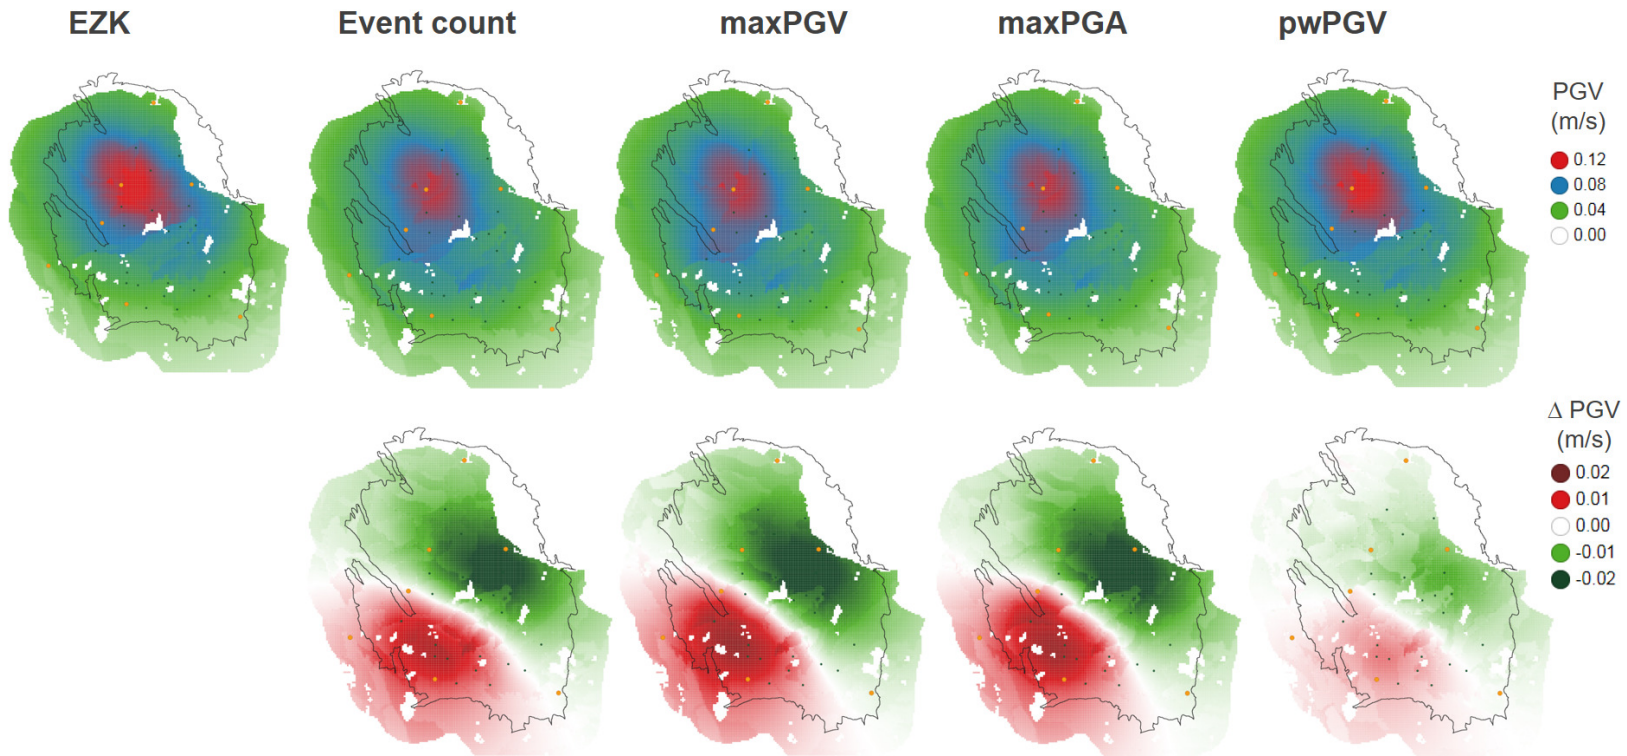 EZK
Event count
maxPGV
maxPGA
pwPGV
PGV
(m/s)
0.12
0.08
0.04
0.00
Δ PGV
(m/s)
0.02
0.01
0.00
-0.01
-0.02